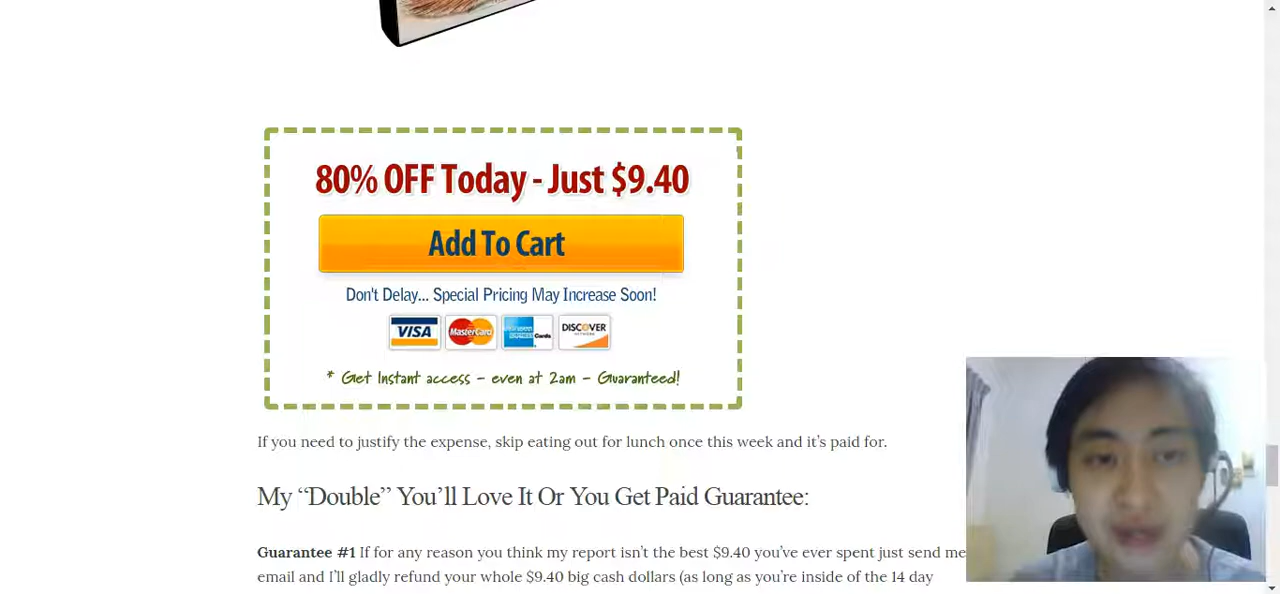 80% OFF Today - Just $9.40
Add To Cart
Don't Delay... Special Pricing May Increase Soon!
VISA MasterCard AMERICAN EXPRESS Cards DISCOVER
* Get Instant access - even at 2am - Guaranteed!
If you need to justify the expense, skip eating out for lunch once this week and it’s paid for.
My “Double” You’ll Love It Or You Get Paid Guarantee:
Guarantee #1 If for any reason you think my report isn’t the best $9.40 you’ve ever spent just send me
email and I’ll gladly refund your whole $9.40 big cash dollars (as long as you’re inside of the 14 day